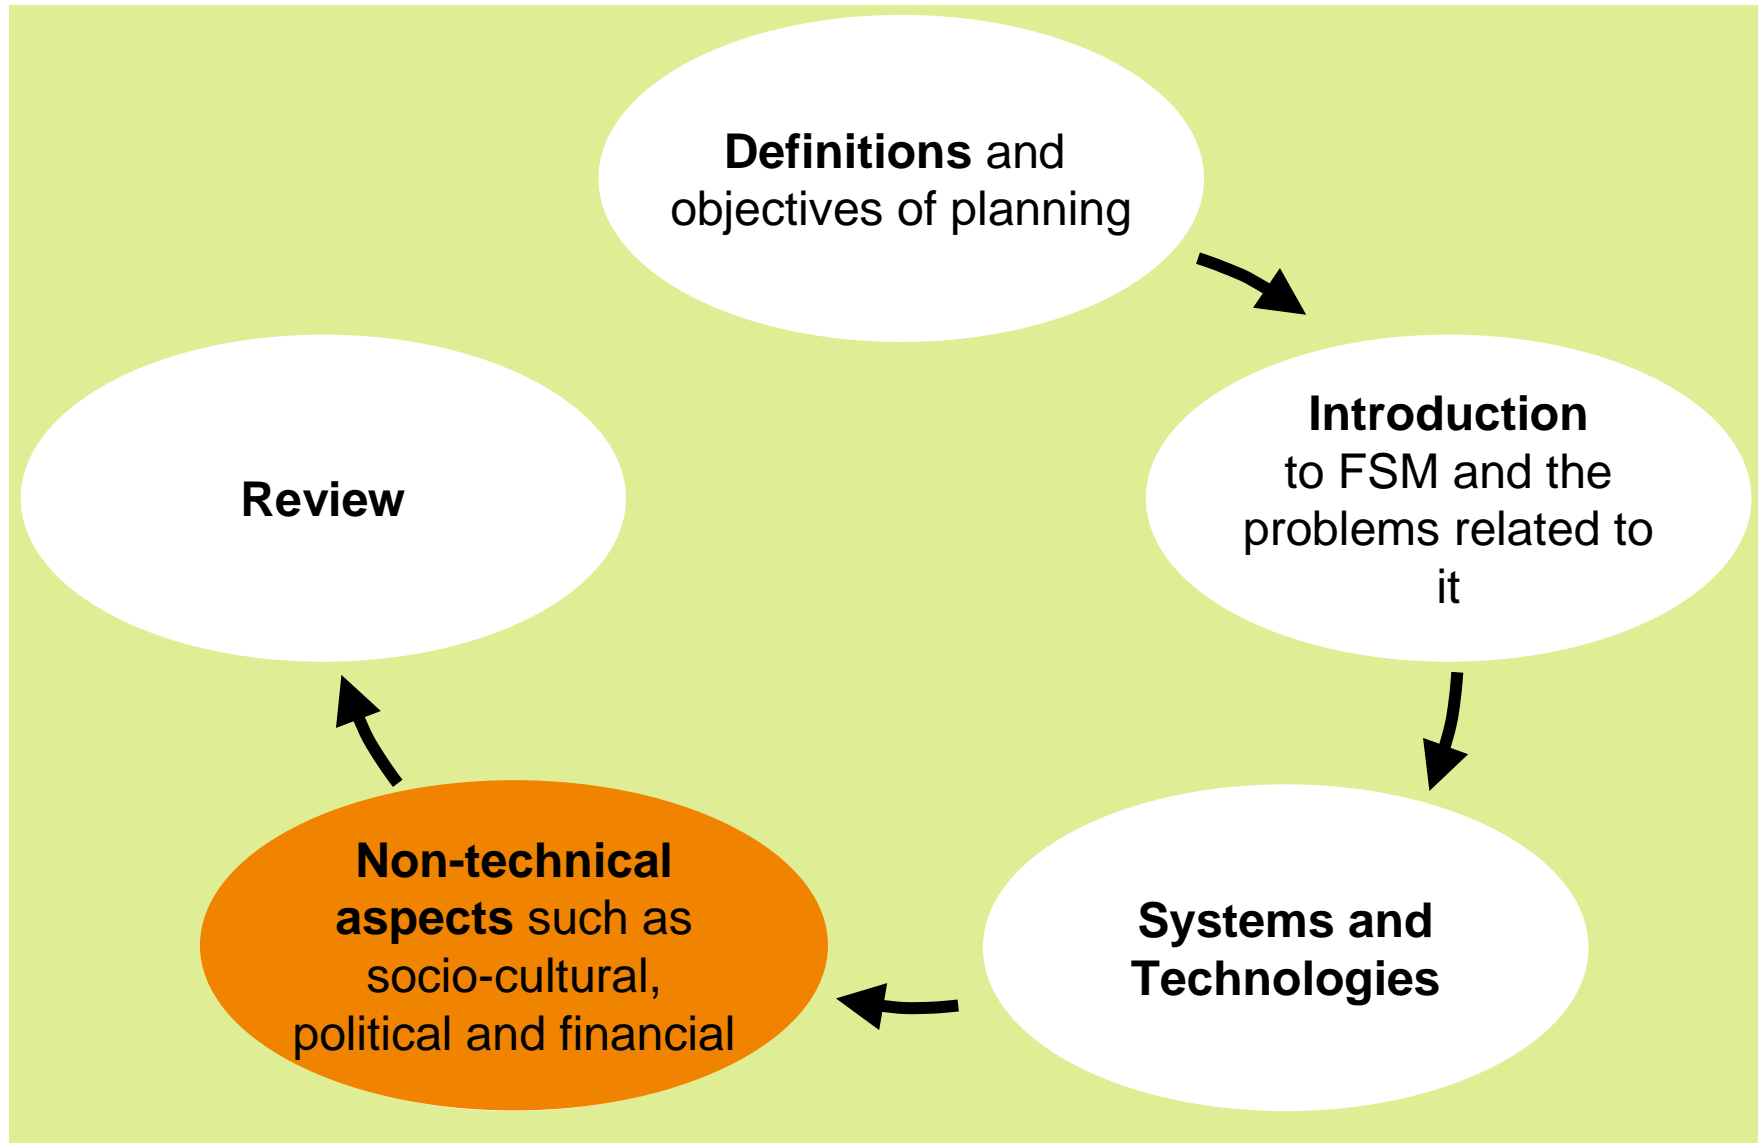 Definitions and
objectives of planning
Introduction
to FSM and the
problems related to
it
Systems and
Technologies
Non-technical
aspects such as
socio-cultural,
political and financial
Review